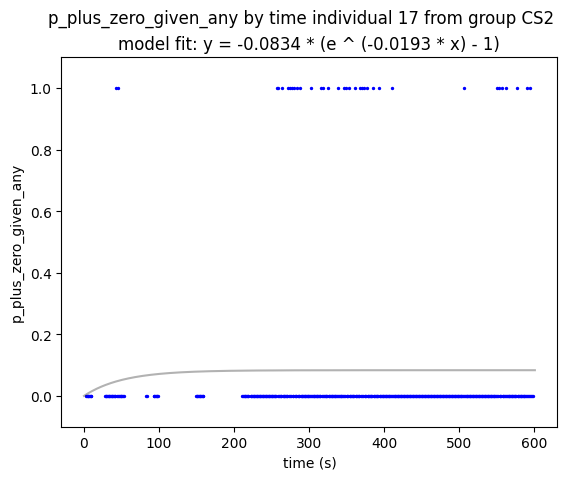 p_plus_zero_given_any by time individual 17 from group CS2
model fit: y = -0.0834 * (e ^ (-0.0193 * x) - 1)
1.0
0.8
0.6
0.4
0.2
0.0
p_plus_zero_given_any
0 100 200 300 400 500 600
time (s)